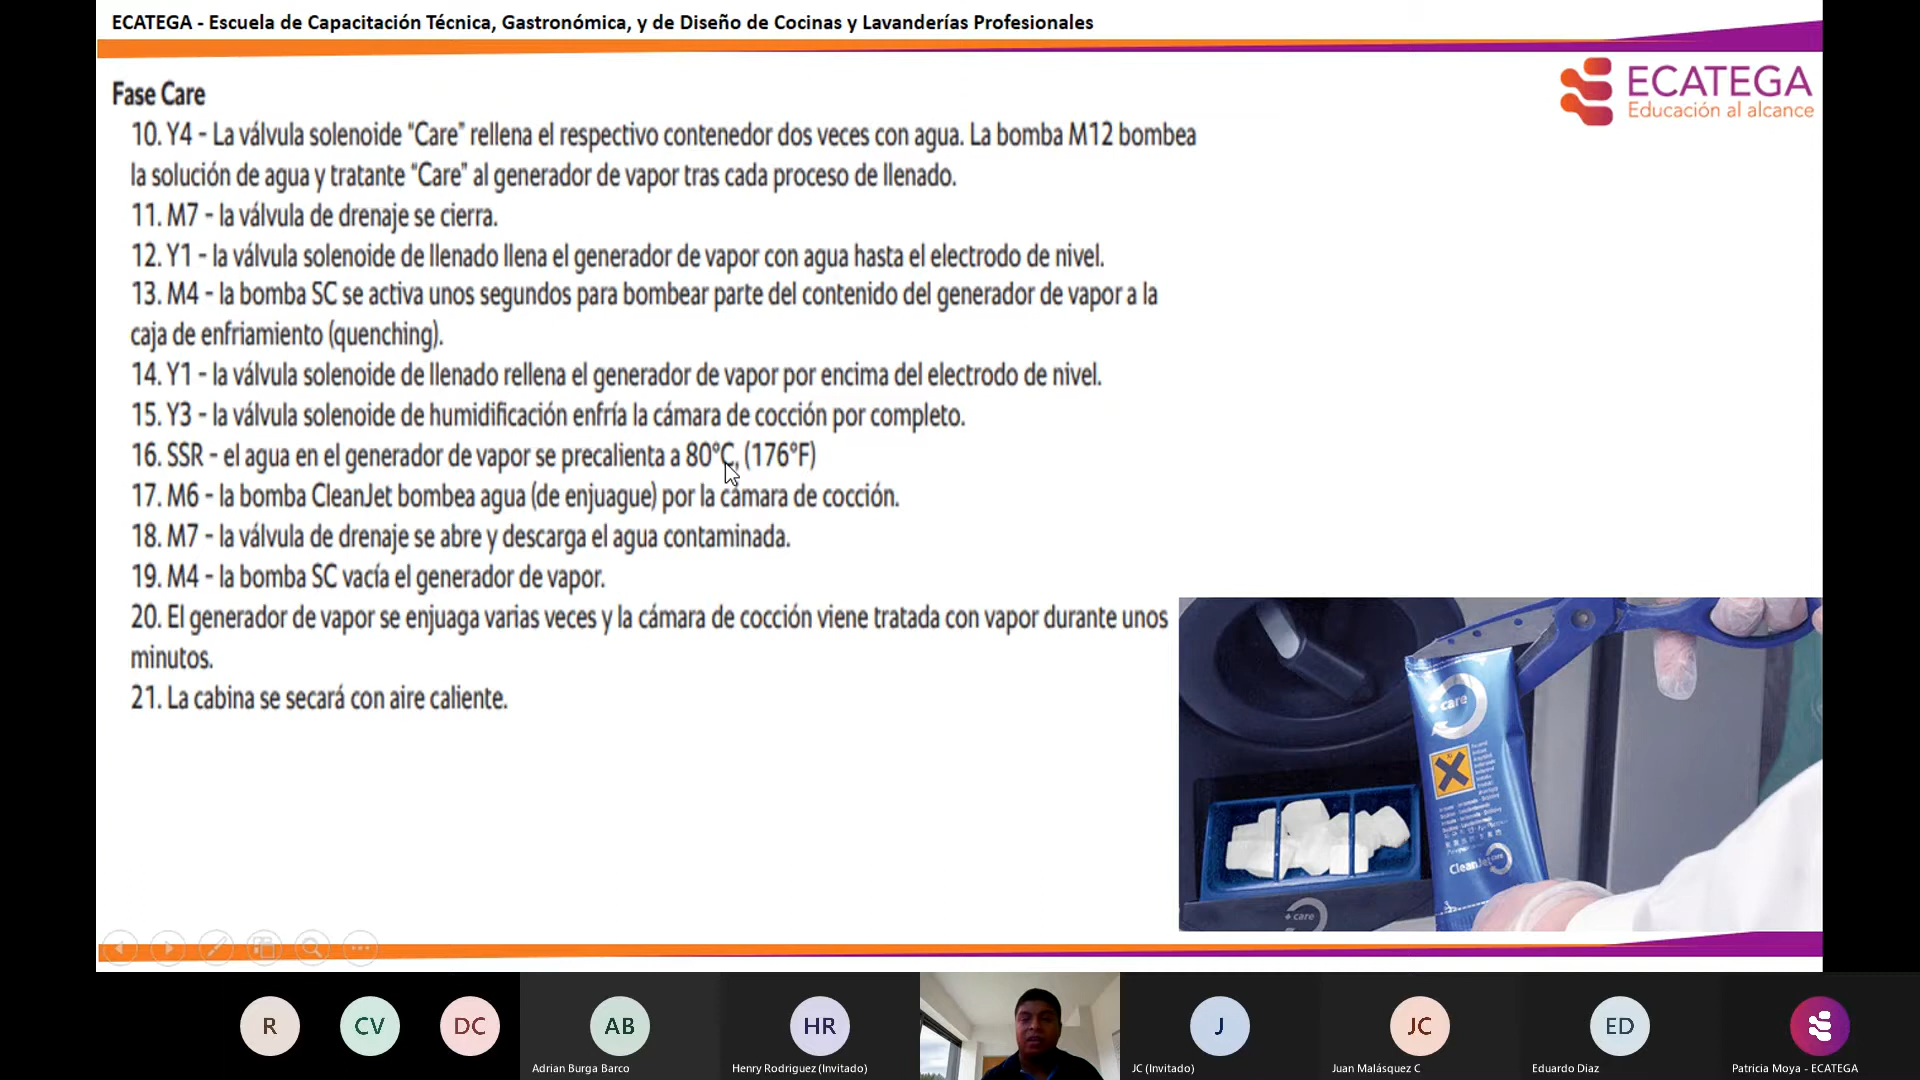 ECATEGA - Escuela de Capacitación Técnica, Gastronómica, y de Diseño de Cocinas y Lavanderías Profesionales
ECATEGA
Educación al alcance
Fase Care
10. Y4 - La válvula solenoide "Care" rellena el respectivo contenedor dos veces con agua. La bomba M12 bombea
la solución de agua y tratante "Care" al generador de vapor tras cada proceso de llenado.
11. M7 - la válvula de drenaje se cierra.
12. Y1 - la válvula solenoide de llenado llena el generador de vapor con agua hasta el electrodo de nivel.
13. M4 - la bomba SC se activa unos segundos para bombear parte del contenido del generador de vapor a la
caja de enfriamiento (quenching).
14. Y1 - la válvula solenoide de llenado rellena el generador de vapor por encima del electrodo de nivel.
15. Y3 - la válvula solenoide de humidificación enfría la cámara de cocción por completo.
16. SSR - el agua en el generador de vapor se precalienta a 80°C, (176°F)
17. M6 - la bomba CleanJet bombea agua (de enjuague) por la cámara de cocción.
18. M7 - la válvula de drenaje se abre y descarga el agua contaminada.
19. M4 - la bomba SC vacía el generador de vapor.
20. El generador de vapor se enjuaga varias veces y la cámara de cocción viene tratada con vapor durante unos
minutos.
21. La cabina se secará con aire caliente.
+ care
CleanJet care
+ care
R
CV
DC
AB
Adrian Burga Barco
HR
Henry Rodriguez (Invitado)
J
JC (Invitado)
JC
Juan Malásquez C
ED
Eduardo Diaz
Patricia Moya - ECATEGA